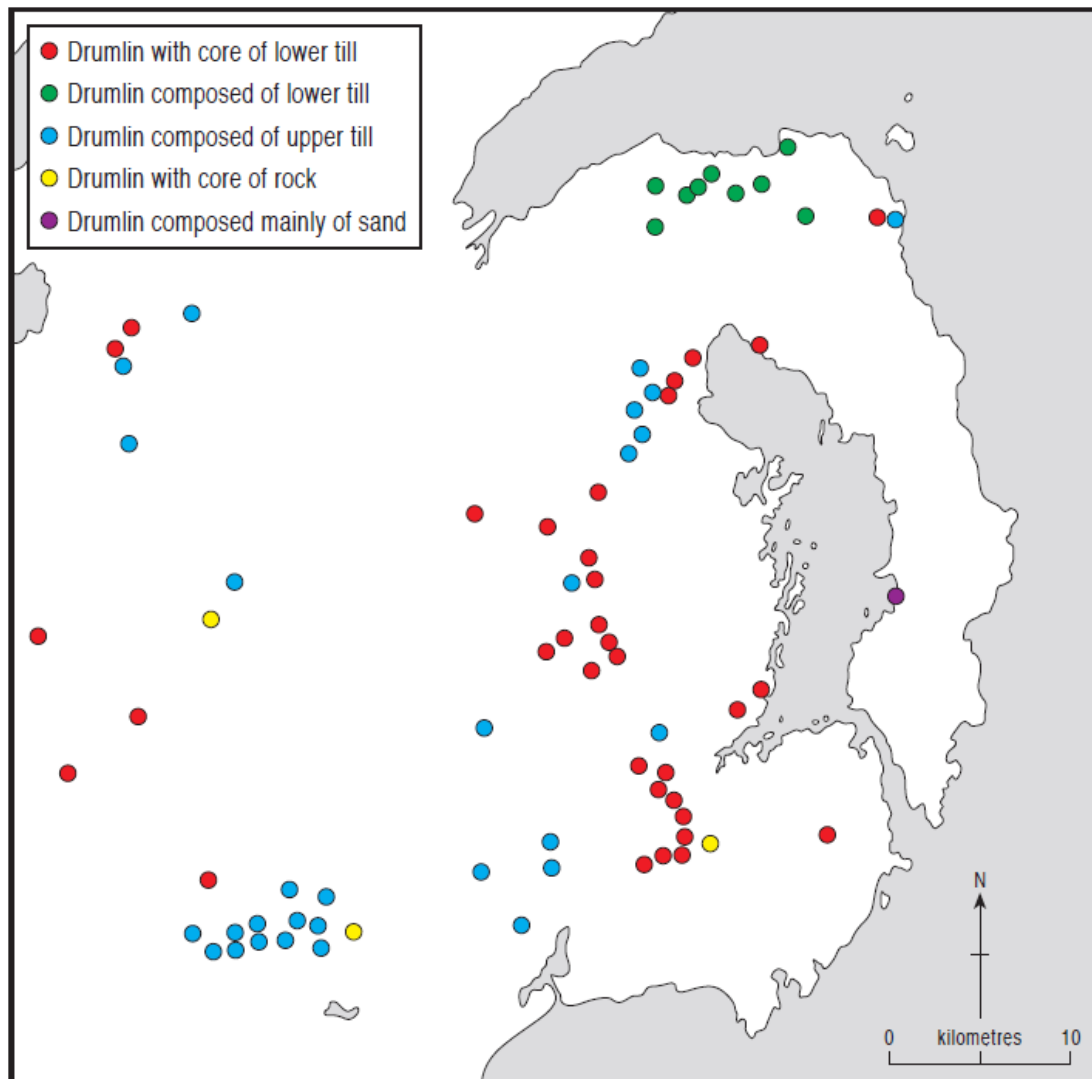 Drumlin with core of lower till
Drumlin composed of lower till
Drumlin composed of upper till
Drumlin with core of rock
Drumlin composed mainly of sand
N
0 kilometres 10